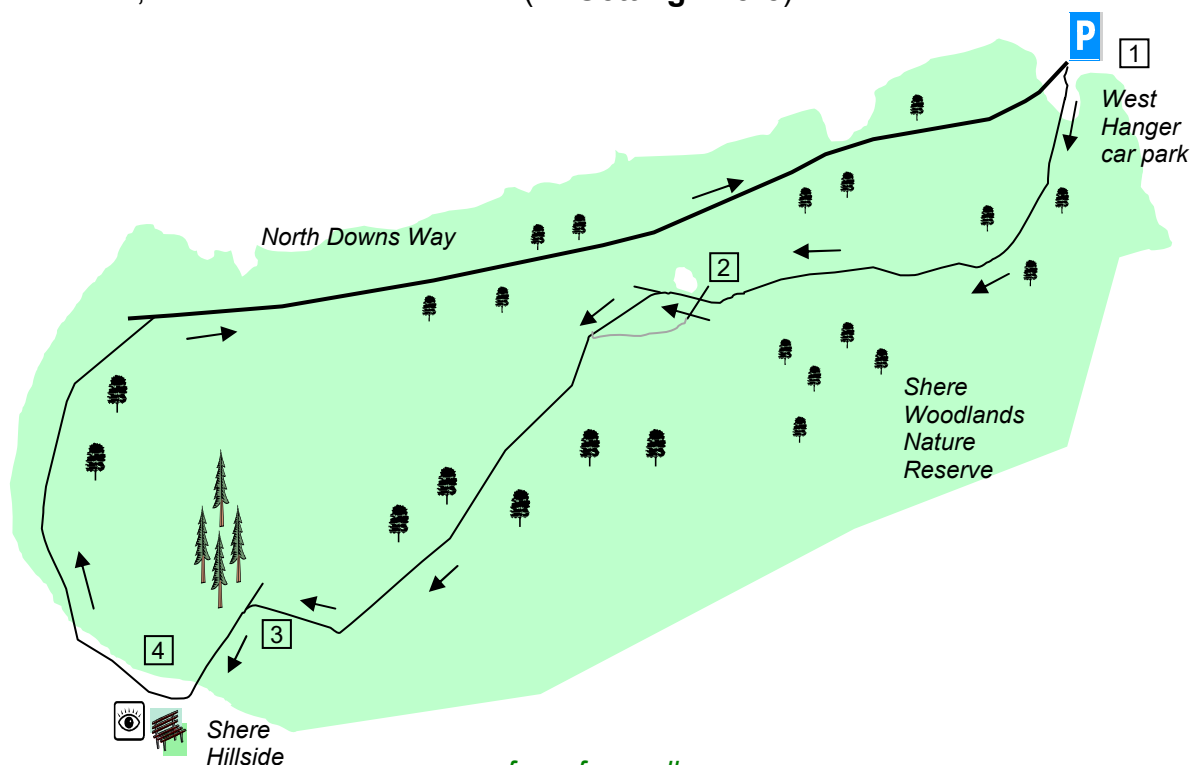 P
1
West
Hanger
car park
North Downs Way
2
Shere
Woodlands
Nature
Reserve
3
4
Shere
Hillside